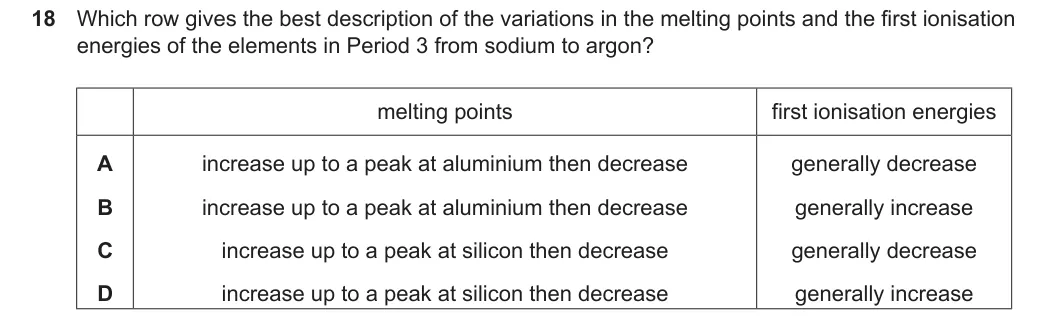 18 Which row gives the best description of the variations in the melting points and the first ionisation
energies of the elements in Period 3 from sodium to argon?
melting points first ionisation energies
A increase up to a peak at aluminium then decrease generally decrease
B increase up to a peak at aluminium then decrease generally increase
C increase up to a peak at silicon then decrease generally decrease
D increase up to a peak at silicon then decrease generally increase